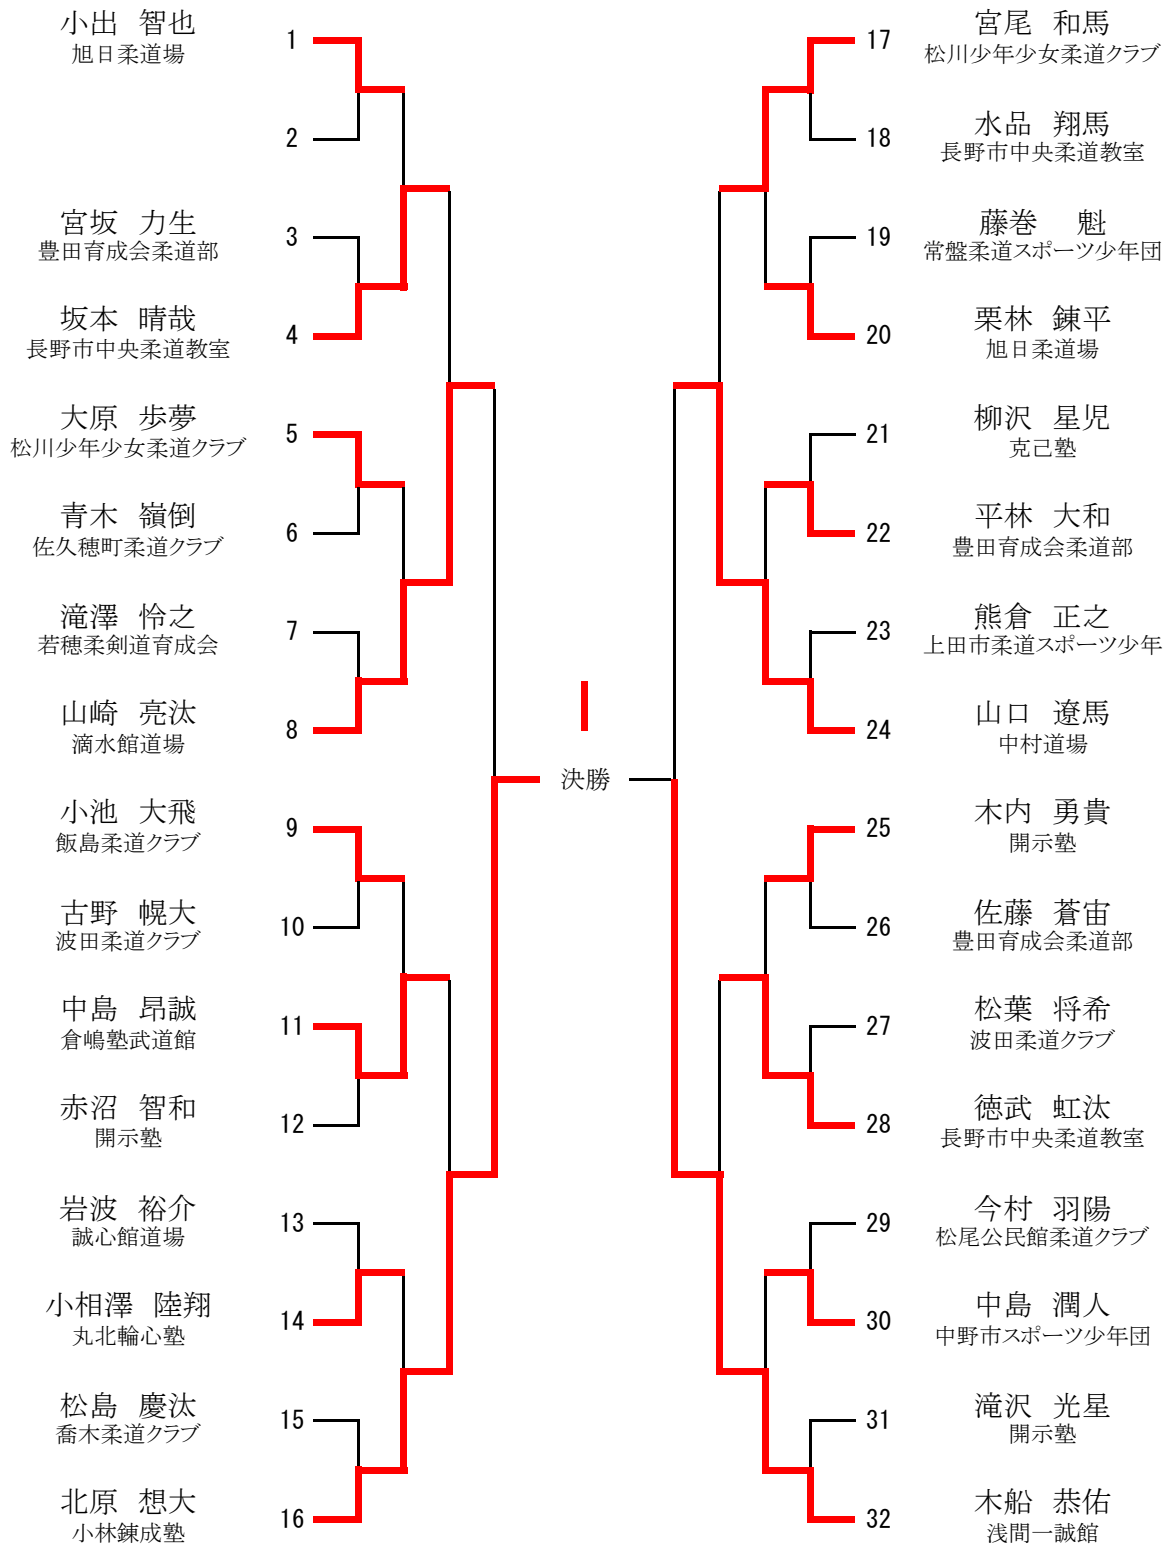 小出 智也
旭日柔道場
1
2
宮坂 力生
豊田育成会柔道部
3
坂本 晴哉
長野市中央柔道教室
4
大原 歩夢
松川少年少女柔道クラブ
5
青木 嶺倒
佐久穂町柔道クラブ
6
滝澤 怜之
若穂柔剣道育成会
7
山崎 亮汰
滴水館道場
8
小池 大飛
飯島柔道クラブ
9
古野 幌大
波田柔道クラブ
10
中島 昂誠
倉嶋塾武道館
11
赤沼 智和
開示塾
12
岩波 裕介
誠心館道場
13
小相澤 陸翔
丸北輪心塾
14
松島 慶汰
喬木柔道クラブ
15
北原 想大
小林錬成塾
16
決勝
17
宮尾 和馬
松川少年少女柔道クラブ
18
水品 翔馬
長野市中央柔道教室
19
藤巻 魁
常盤柔道スポーツ少年団
20
栗林 錬平
旭日柔道場
21
柳沢 星児
克己塾
22
平林 大和
豊田育成会柔道部
23
熊倉 正之
上田市柔道スポーツ少年
24
山口 遼馬
中村道場
25
木内 勇貴
開示塾
26
佐藤 蒼宙
豊田育成会柔道部
27
松葉 将希
波田柔道クラブ
28
徳武 虹汰
長野市中央柔道教室
29
今村 羽陽
松尾公民館柔道クラブ
30
中島 潤人
中野市スポーツ少年団
31
滝沢 光星
開示塾
32
木船 恭佑
浅間一誠館